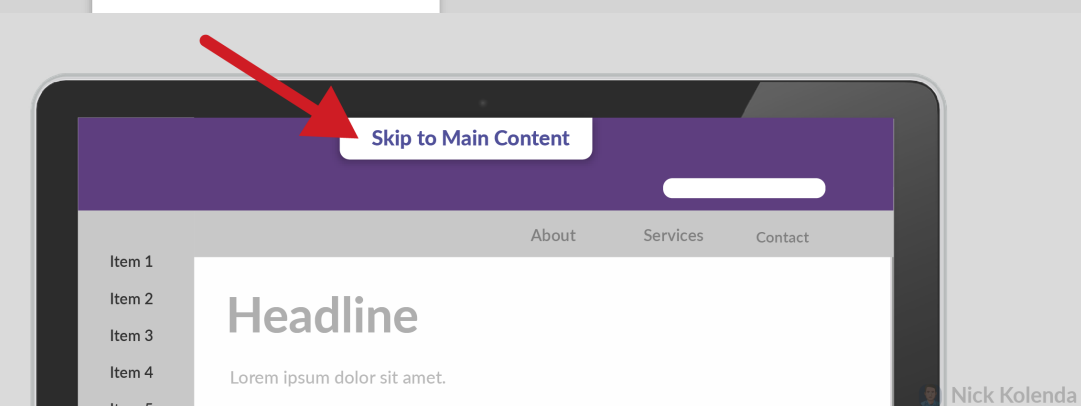 Skip to Main Content
About Services Contact
Item 1
Item 2
Item 3
Item 4
Headline
Lorem ipsum dolor sit amet.
Nick Kolenda